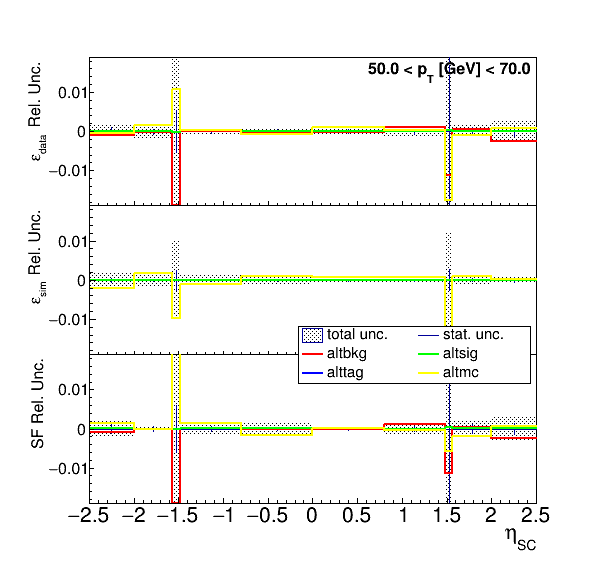 50.0 < p_T [GeV] < 70.0
ε_data Rel. Unc.
0.01
0
−0.01
ε_sim Rel. Unc.
0.01
0
−0.01
total unc. stat. unc.
altbkg altsig
alttag altmc
SF Rel. Unc.
0.01
0
−0.01
−2.5 −2 −1.5 −1 −0.5 0 0.5 1 1.5 2 2.5
η_SC